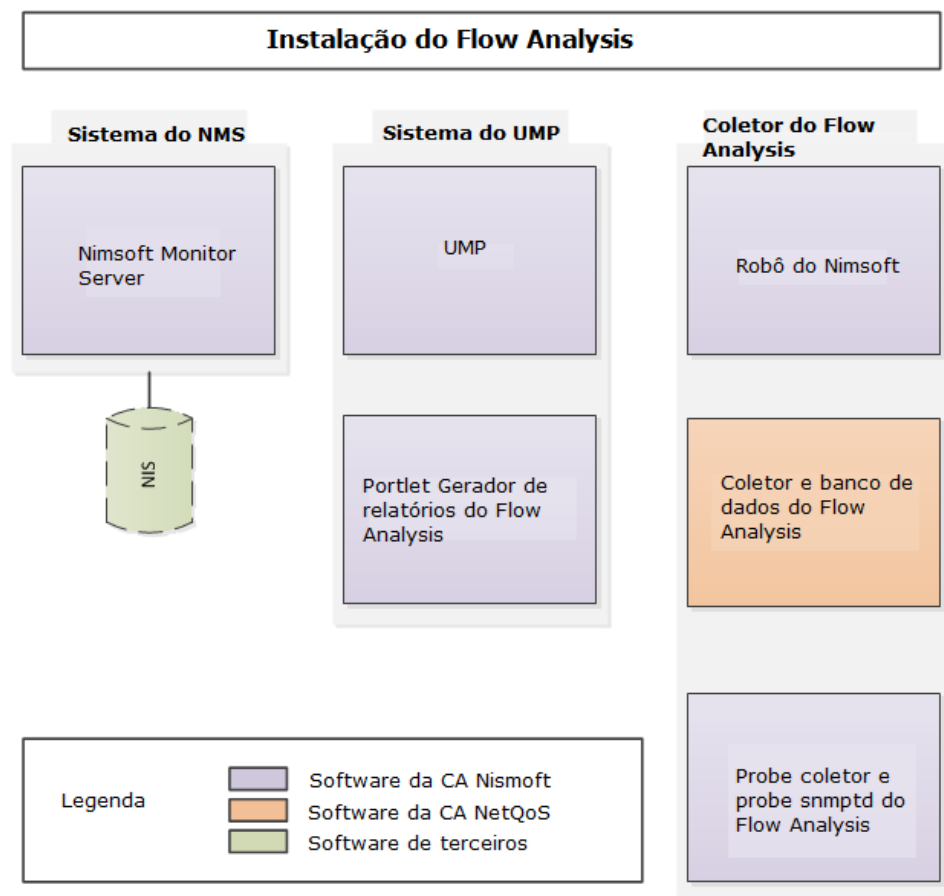 Instalação do Flow Analysis
Sistema do NMS
Nimsoft Monitor
Server
NIS
Sistema do UMP
UMP
Portlet Gerador de
relatórios do Flow
Analysis
Coletor do Flow
Analysis
Robô do Nimsoft
Coletor e banco de
dados do Flow
Analysis
Probe coletor e
probe snmptd do
Flow Analysis
Legenda
Software da CA Nismoft
Software da CA NetQoS
Software de terceiros